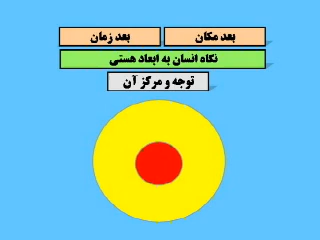 بعد مکان
بعد زمان
نگاه انسان به ابعاد هستی
توجه و مرکز آن